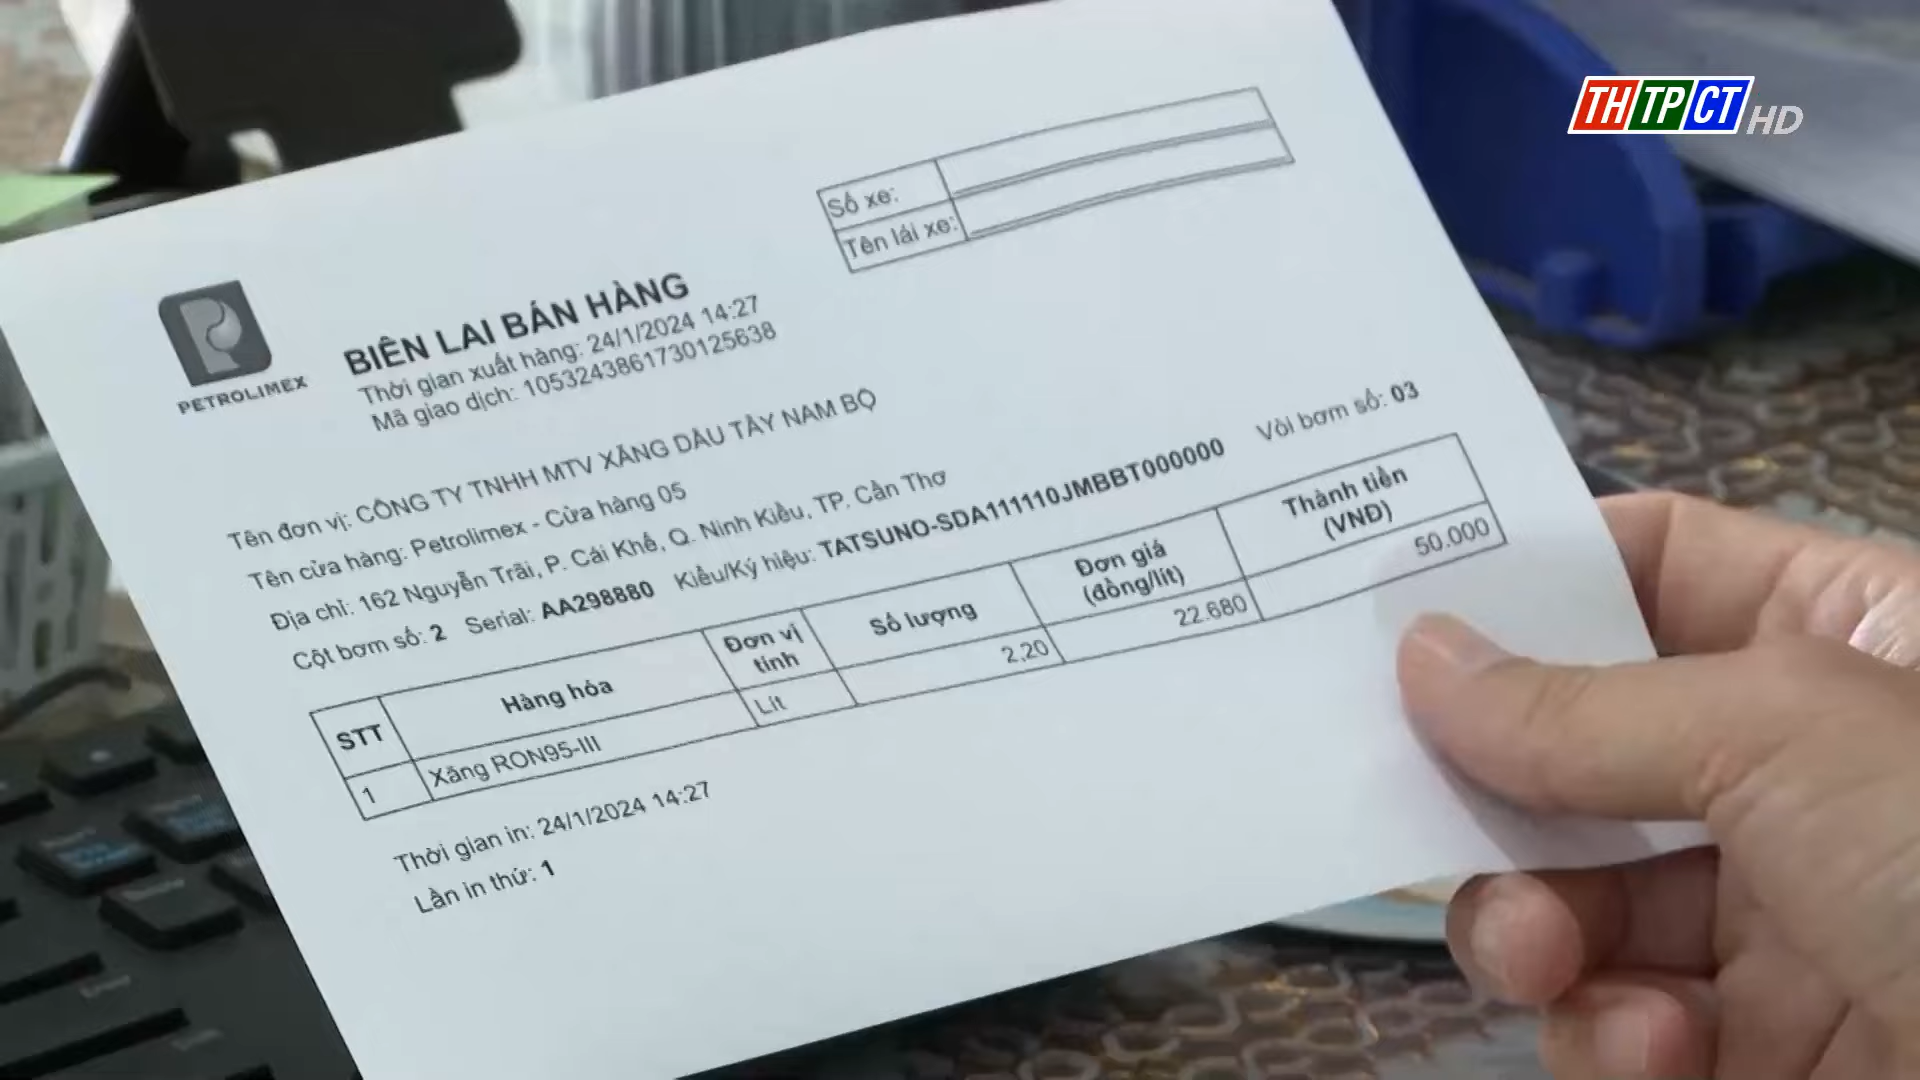 THTPCT HD
Số xe:
Tên lái xe:
PETROLIMEX
BIÊN LAI BÁN HÀNG
Thời gian xuất hàng: 24/1/2024 14:27
Mã giao dịch: 10532438617301256​38
Tên đơn vị: CÔNG TY TNHH MTV XĂNG DẦU TÂY NAM BỘ
Tên cửa hàng: Petrolimex - Cửa hàng 05
Địa chỉ: 162 Nguyễn Trãi, P. Cái Khế, Q. Ninh Kiều, TP. Cần Thơ
Cột bơm số: 2 Serial: AA298880 Kiểu/Ký hiệu: TATSUNO-SDA111110JMBBT000000 Vòi bơm số: 03
STT Hàng hóa Đơn vị tính Số lượng Đơn giá (đồng/lít) Thành tiền (VNĐ)
1 Xăng RON95-III Lít 2,20 22.680 50.000
Thời gian in: 24/1/2024 14:27
Lần in thứ: 1